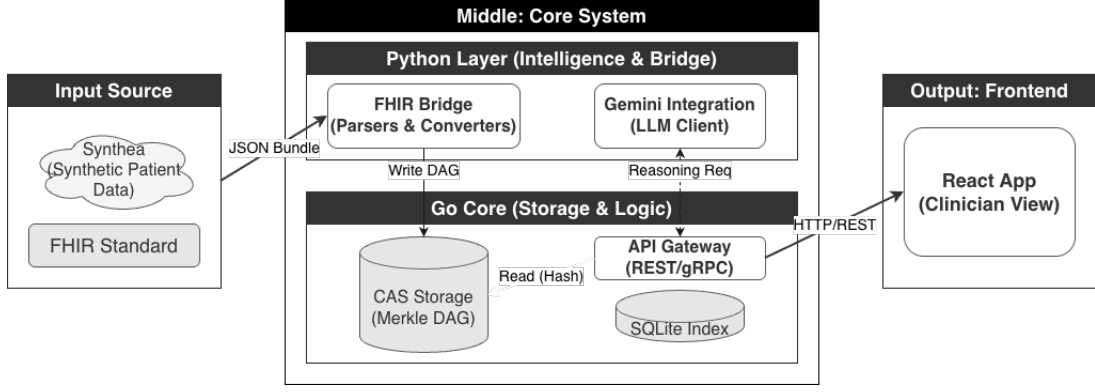 Middle: Core System
Python Layer (Intelligence & Bridge)
Input Source
Output: Frontend
FHIR Bridge
(Parsers & Converters)
Gemini Integration
(LLM Client)
Synthea
(Synthetic Patient
Data)
JSON Bundle
Write DAG
Reasoning Req
React App
(Clinician View)
Go Core (Storage & Logic)
HTTP/REST
FHIR Standard
API Gateway
(REST/gRPC)
Read (Hash)
CAS Storage
(Merkle DAG)
SQLite Index